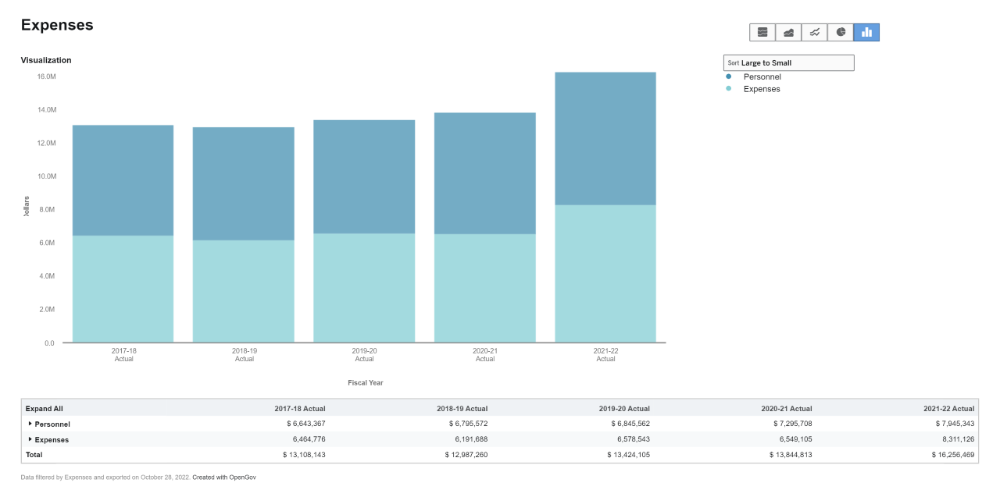 Expenses
Visualization
Sort Large to Small
Personnel
Expenses
16.0M
14.0M
12.0M
10.0M
8.0M
6.0M
4.0M
2.0M
0.0
Dollars
2017-18 Actual
2018-19 Actual
2019-20 Actual
2020-21 Actual
2021-22 Actual
Fiscal Year
Expand All 2017-18 Actual 2018-19 Actual 2019-20 Actual 2020-21 Actual 2021-22 Actual
Personnel $ 6,643,367 $ 6,795,572 $ 6,845,562 $ 7,295,708 $ 7,945,343
Expenses 6,464,776 6,191,688 6,578,543 6,549,105 8,311,126
Total $ 13,108,143 $ 12,987,260 $ 13,424,105 $ 13,844,813 $ 16,256,469
Data filtered by Expenses and exported on October 28, 2022. Created with OpenGov